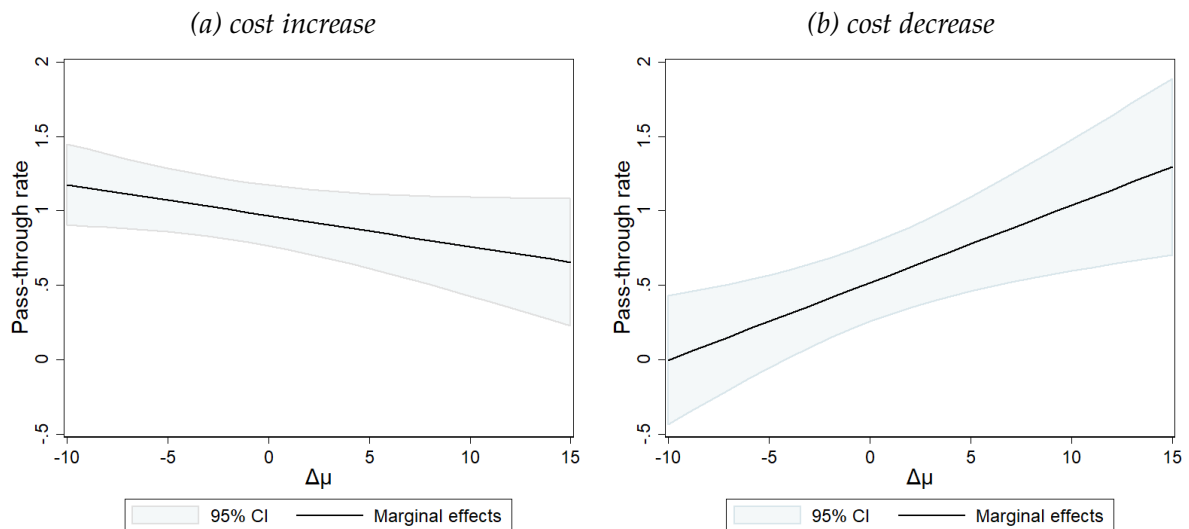 (a) cost increase
(b) cost decrease
Pass-through rate
2
1.5
1
.5
0
-.5
-10 -5 0 5 10 15
Δμ
95% CI Marginal effects
Pass-through rate
2
1.5
1
.5
0
-.5
-10 -5 0 5 10 15
Δμ
95% CI Marginal effects